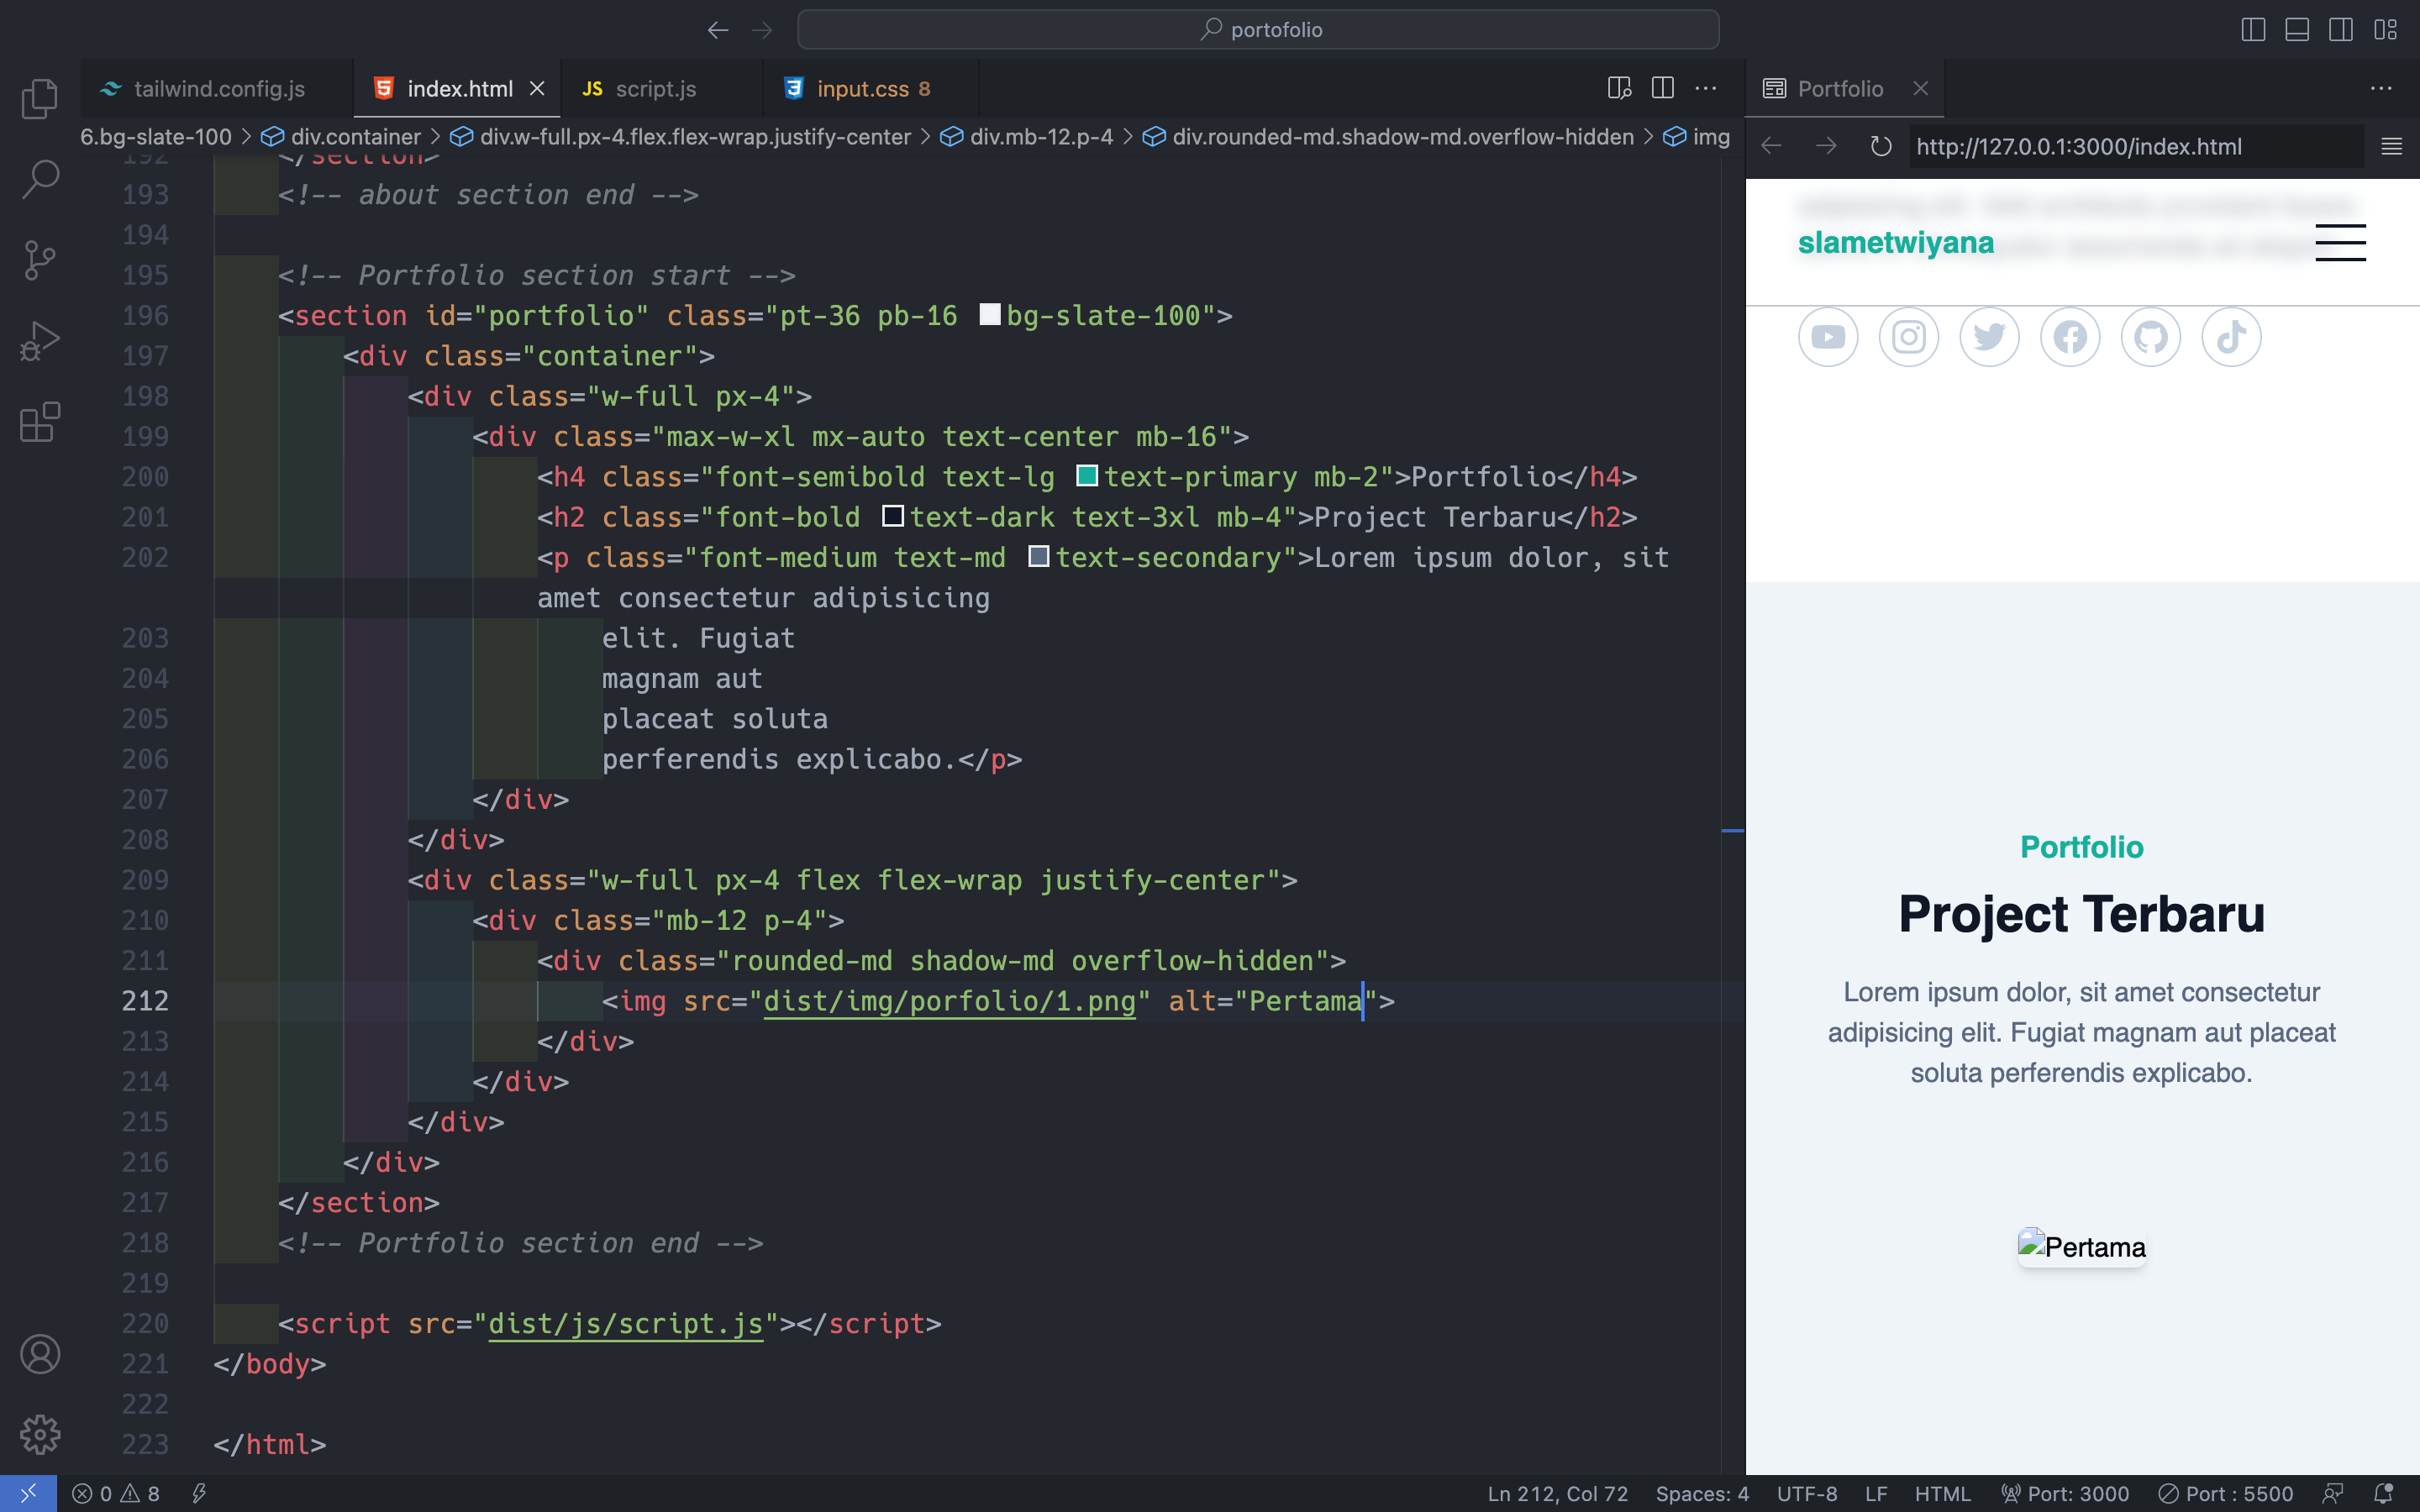 portofolio
tailwind.config.js
index.html
JS script.js
input.css 8
Portfolio
6.bg-slate-100 > div.container > div.w-full.px-4.flex.flex-wrap.justify-center > div.mb-12.p-4 > div.rounded-md.shadow-md.overflow-hidden > img
192 </section>
193 <!-- about section end -->
194
195 <!-- Portfolio section start -->
196 <section id="portfolio" class="pt-36 pb-16 bg-slate-100">
197 <div class="container">
198 <div class="w-full px-4">
199 <div class="max-w-xl mx-auto text-center mb-16">
200 <h4 class="font-semibold text-lg text-primary mb-2">Portfolio</h4>
201 <h2 class="font-bold text-dark text-3xl mb-4">Project Terbaru</h2>
202 <p class="font-medium text-md text-secondary">Lorem ipsum dolor, sit
amet consectetur adipisicing
203 elit. Fugiat
204 magnam aut
205 placeat soluta
206 perferendis explicabo.</p>
207 </div>
208 </div>
209 <div class="w-full px-4 flex flex-wrap justify-center">
210 <div class="mb-12 p-4">
211 <div class="rounded-md shadow-md overflow-hidden">
212 <img src="dist/img/porfolio/1.png" alt="Pertama">
213 </div>
214 </div>
215 </div>
216 </div>
217 </section>
218 <!-- Portfolio section end -->
219
220 <script src="dist/js/script.js"></script>
221 </body>
222
223 </html>
http://127.0.0.1:3000/index.html
slametwiyana
Portfolio
Project Terbaru
Lorem ipsum dolor, sit amet consectetur
adipisicing elit. Fugiat magnam aut placeat
soluta perferendis explicabo.
Pertama
0 8
Ln 212, Col 72
Spaces: 4
UTF-8
LF
HTML
Port: 3000
Port : 5500